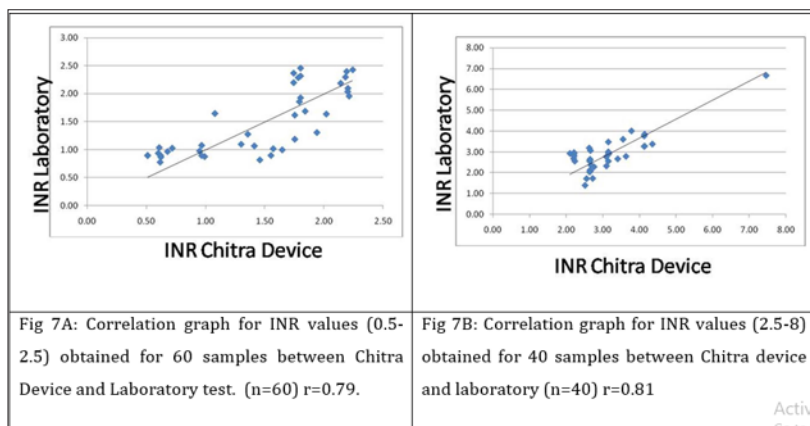 3.00
2.50
2.00
1.50
1.00
0.50
0.00
INR Laboratory
0.00 0.50 1.00 1.50 2.00 2.50
INR Chitra Device
8.00
7.00
6.00
5.00
4.00
3.00
2.00
1.00
0.00
INR Laboratory
0.00 1.00 2.00 3.00 4.00 5.00 6.00 7.00 8.00
INR Chitra Device
Fig 7A: Correlation graph for INR values (0.5-
2.5) obtained for 60 samples between Chitra
Device and Laboratory test. (n=60) r=0.79.
Fig 7B: Correlation graph for INR values (2.5-8)
obtained for 40 samples between Chitra device
and laboratory (n=40) r=0.81
Activ